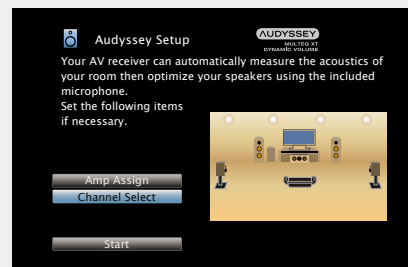 Audyssey Setup
AUDYSSEY
MULTEQ XT
DYNAMIC VOLUME
Your AV receiver can automatically measure the acoustics of
your room then optimize your speakers using the included
microphone.
Set the following items
if necessary.
Amp Assign
Channel Select
Start